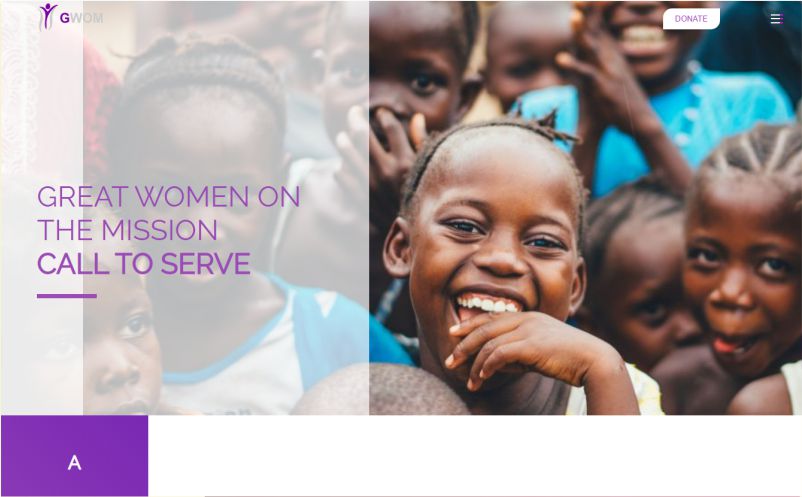 GWOM
DONATE
GREAT WOMEN ON
THE MISSION
CALL TO SERVE
A